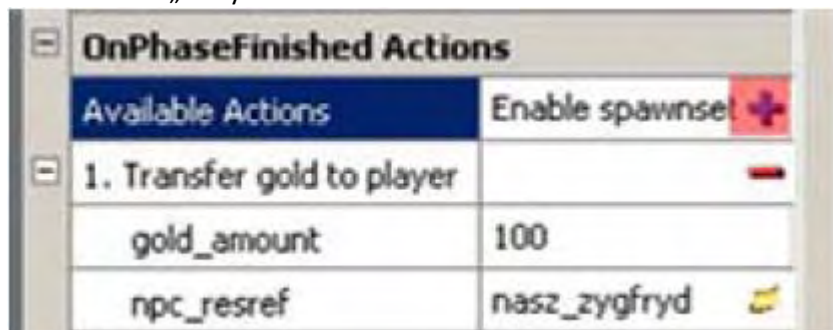 OnPhaseFinished Actions
Available Actions Enable spawnset
1. Transfer gold to player
gold_amount 100
npc_resref nasz_zygfryd